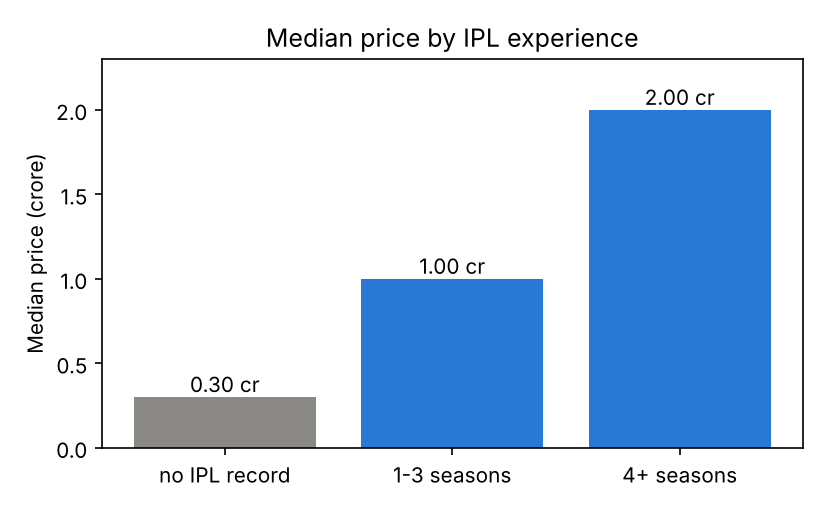 Median price by IPL experience
Median price (crore)
2.0
1.5
1.0
0.5
0.0
0.30 cr
1.00 cr
2.00 cr
no IPL record
1-3 seasons
4+ seasons